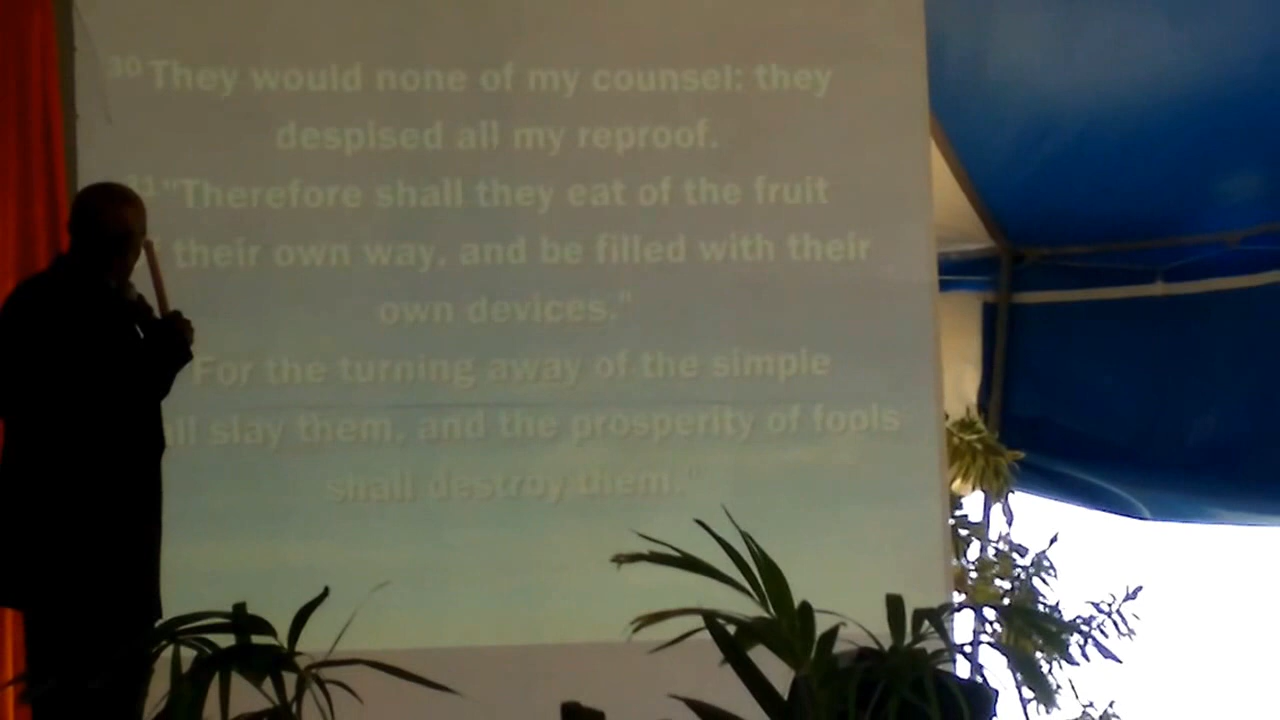 30 They would none of my counsel: they
despised all my reproof.
31 "Therefore shall they eat of the fruit
their own way, and be filled with their
own devices."
For the turning away of the simple
slay them, and the prosperity of fools
shall destroy them."